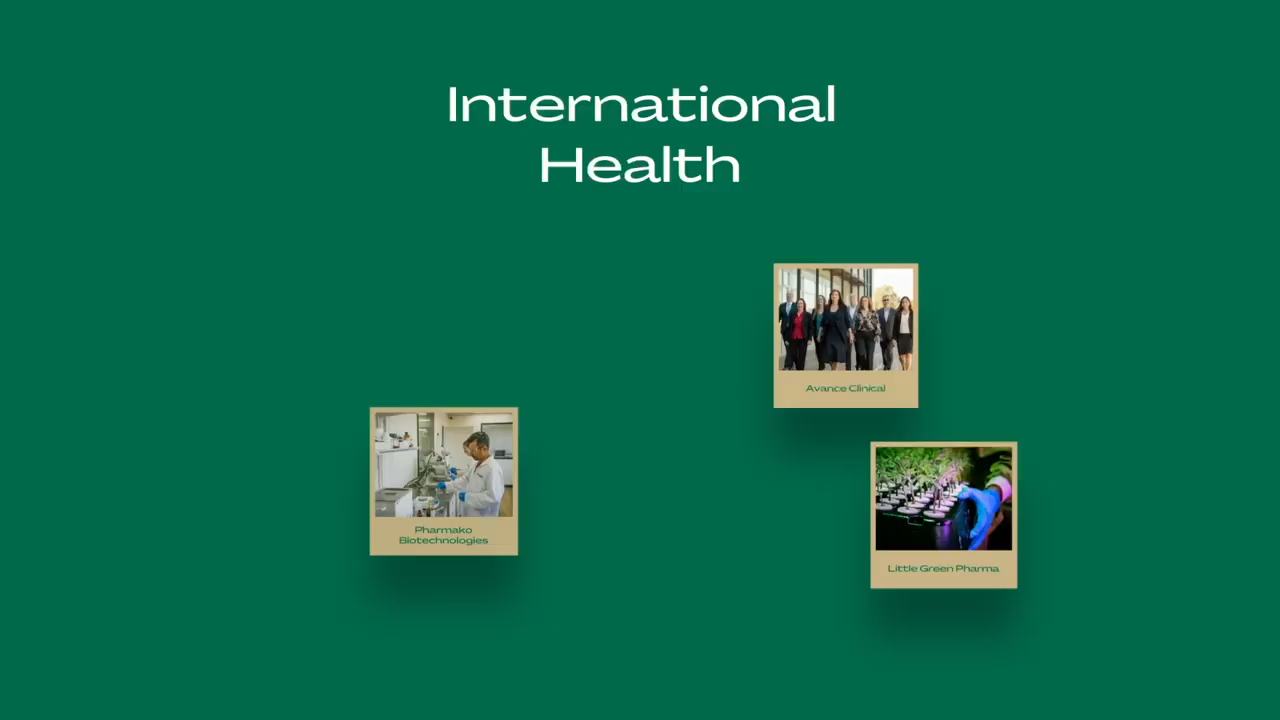 International
Health
Avance Clinical
Pharmako
Biotechnologies
Little Green Pharma